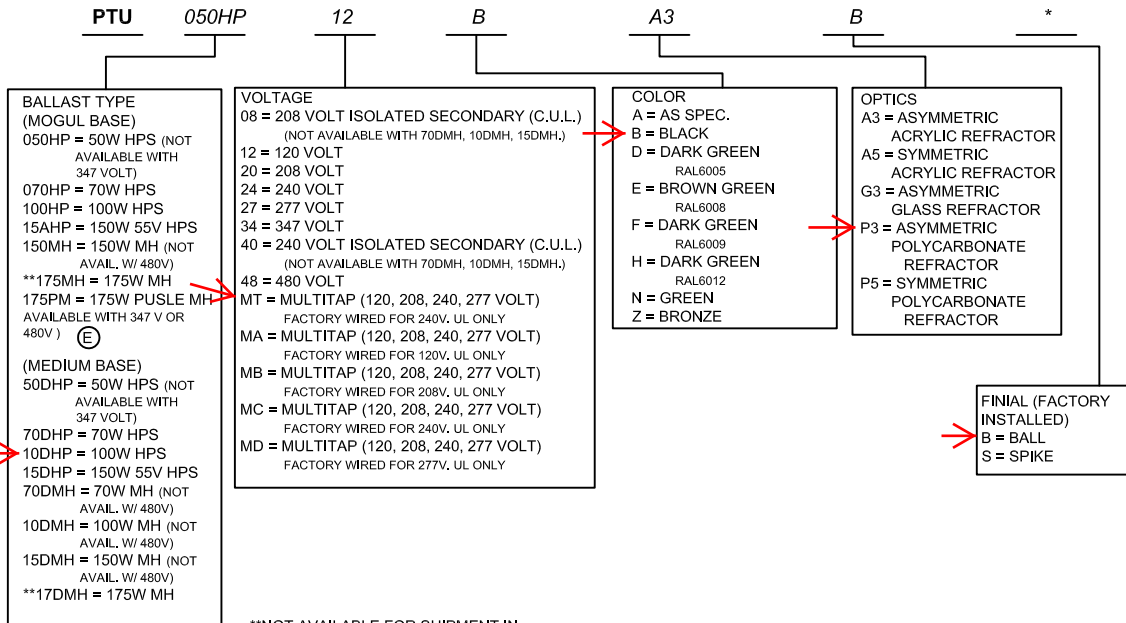 PTU 050HP 12 B A3 B *
BALLAST TYPE
(MOGUL BASE)
050HP = 50W HPS (NOT
AVAILABLE WITH
347 VOLT)
070HP = 70W HPS
100HP = 100W HPS
15AHP = 150W 55V HPS
150MH = 150W MH (NOT
AVAIL. W/ 480V)
**175MH = 175W MH
175PM = 175W PUSLE MH
AVAILABLE WITH 347 V OR
480V ) E
(MEDIUM BASE)
50DHP = 50W HPS (NOT
AVAILABLE WITH
347 VOLT)
70DHP = 70W HPS
10DHP = 100W HPS
15DHP = 150W 55V HPS
70DMH = 70W MH (NOT
AVAIL. W/ 480V)
10DMH = 100W MH (NOT
AVAIL. W/ 480V)
15DMH = 150W MH (NOT
AVAIL. W/ 480V)
**17DMH = 175W MH
VOLTAGE
08 = 208 VOLT ISOLATED SECONDARY (C.U.L.)
(NOT AVAILABLE WITH 70DMH, 10DMH, 15DMH.)
12 = 120 VOLT
20 = 208 VOLT
24 = 240 VOLT
27 = 277 VOLT
34 = 347 VOLT
40 = 240 VOLT ISOLATED SECONDARY (C.U.L.)
(NOT AVAILABLE WITH 70DMH, 10DMH, 15DMH.)
48 = 480 VOLT
MT = MULTITAP (120, 208, 240, 277 VOLT)
FACTORY WIRED FOR 240V. UL ONLY
MA = MULTITAP (120, 208, 240, 277 VOLT)
FACTORY WIRED FOR 120V. UL ONLY
MB = MULTITAP (120, 208, 240, 277 VOLT)
FACTORY WIRED FOR 208V. UL ONLY
MC = MULTITAP (120, 208, 240, 277 VOLT)
FACTORY WIRED FOR 240V. UL ONLY
MD = MULTITAP (120, 208, 240, 277 VOLT)
FACTORY WIRED FOR 277V. UL ONLY
COLOR
A = AS SPEC.
B = BLACK
D = DARK GREEN
RAL6005
E = BROWN GREEN
RAL6008
F = DARK GREEN
RAL6009
H = DARK GREEN
RAL6012
N = GREEN
Z = BRONZE
OPTICS
A3 = ASYMMETRIC
ACRYLIC REFRACTOR
A5 = SYMMETRIC
ACRYLIC REFRACTOR
G3 = ASYMMETRIC
GLASS REFRACTOR
P3 = ASYMMETRIC
POLYCARBONATE
REFRACTOR
P5 = SYMMETRIC
POLYCARBONATE
REFRACTOR
FINIAL (FACTORY
INSTALLED)
B = BALL
S = SPIKE
**NOT AVAILABLE FOR SHIPMENT IN